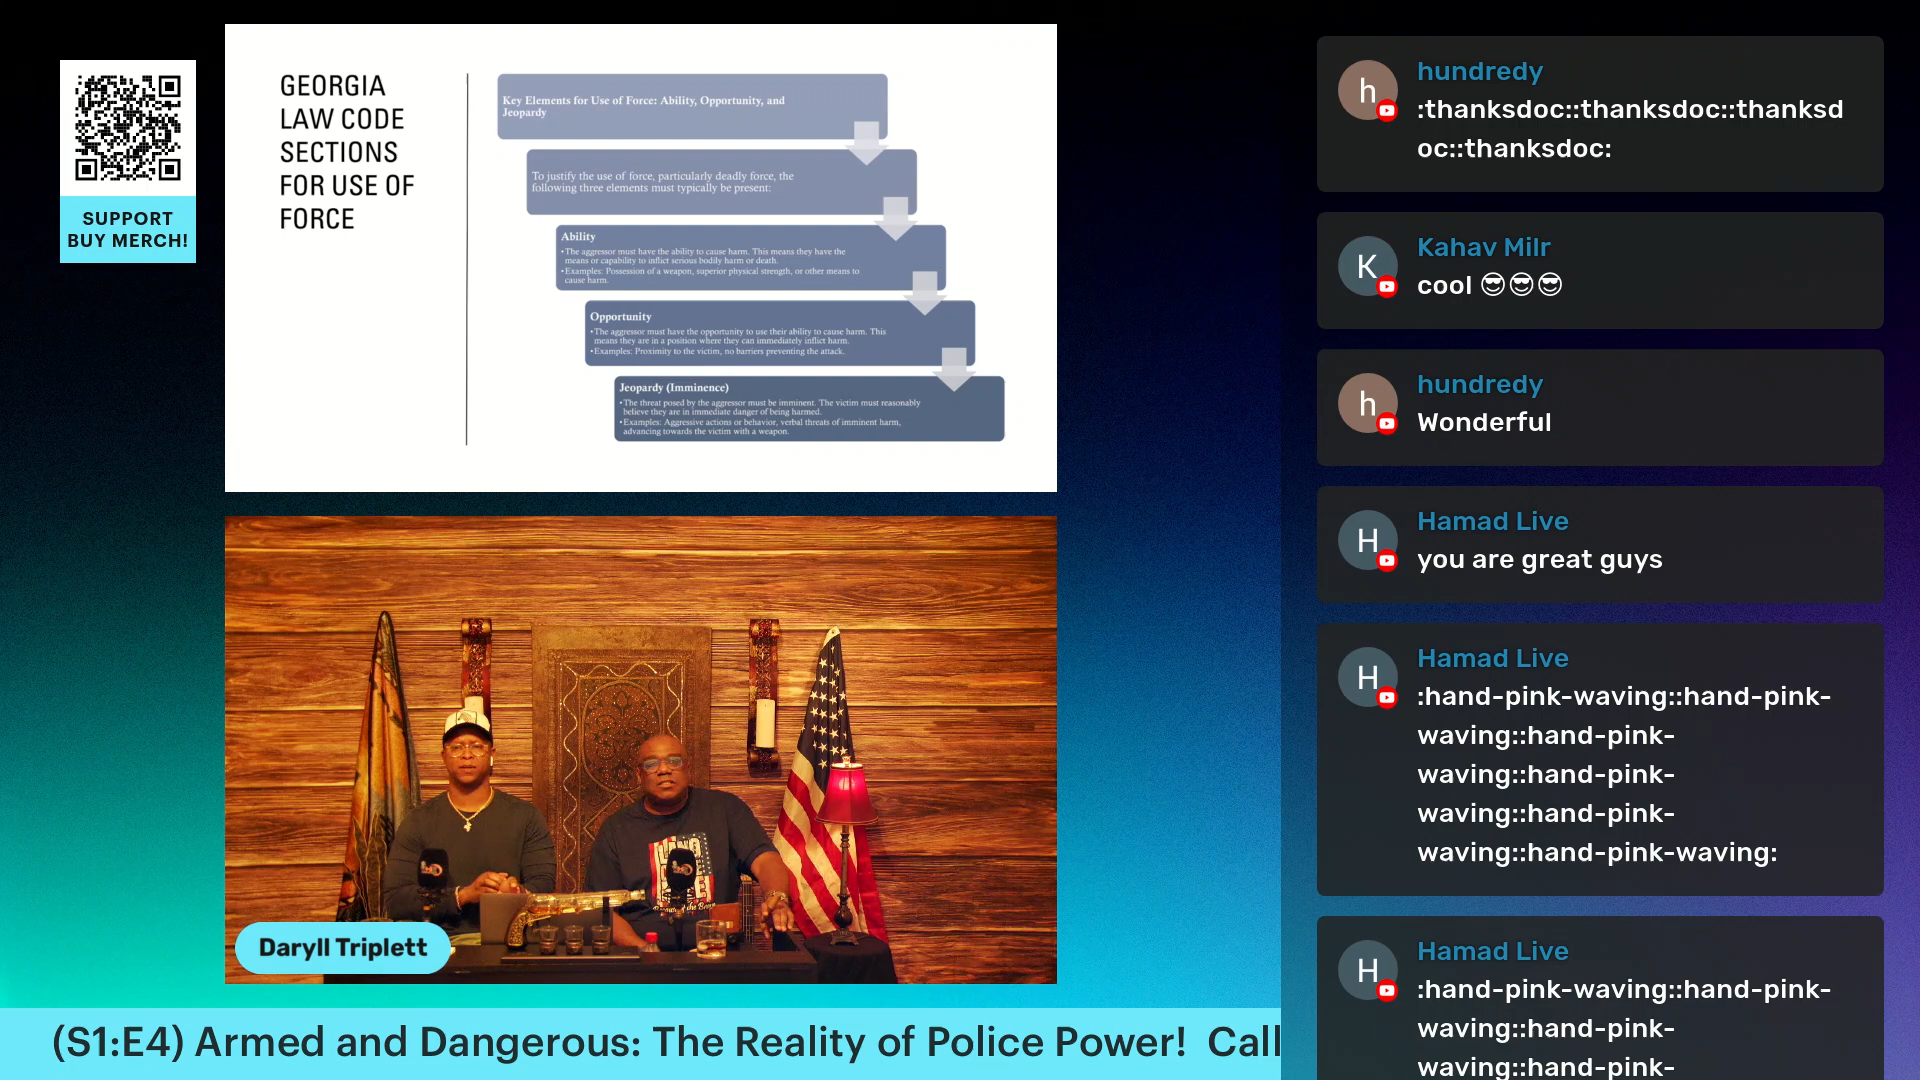 SUPPORT
BUY MERCH!
GEORGIA
LAW CODE
SECTIONS
FOR USE OF
FORCE
Key Elements for Use of Force: Ability, Opportunity, and
Jeopardy
To justify the use of force, particularly deadly force, the
following three elements must typically be present:
Ability
•The aggressor must have the ability to cause harm. This means they have the
means or capability to inflict serious bodily harm or death.
•Examples: Possession of a weapon, superior physical strength, or other means to
cause harm.
Opportunity
•The aggressor must have the opportunity to use their ability to cause harm. This
means they are in a position where they can immediately inflict harm.
•Examples: Proximity to the victim, no barriers preventing the attack.
Jeopardy (Imminence)
•The threat posed by the aggressor must be imminent. The victim must reasonably
believe they are in immediate danger of being harmed.
•Examples: Aggressive actions or behavior, verbal threats of imminent harm,
advancing towards the victim with a weapon.
Daryll Triplett
(S1:E4) Armed and Dangerous: The Reality of Police Power! Call
h
hundredy
:thanksdoc::thanksdoc::thanksd
oc::thanksdoc:
K
Kahav Milr
cool 😎😎😎
h
hundredy
Wonderful
H
Hamad Live
you are great guys
H
Hamad Live
:hand-pink-waving::hand-pink-
waving::hand-pink-
waving::hand-pink-
waving::hand-pink-
waving::hand-pink-waving:
H
Hamad Live
:hand-pink-waving::hand-pink-
waving::hand-pink-
waving::hand-pink-